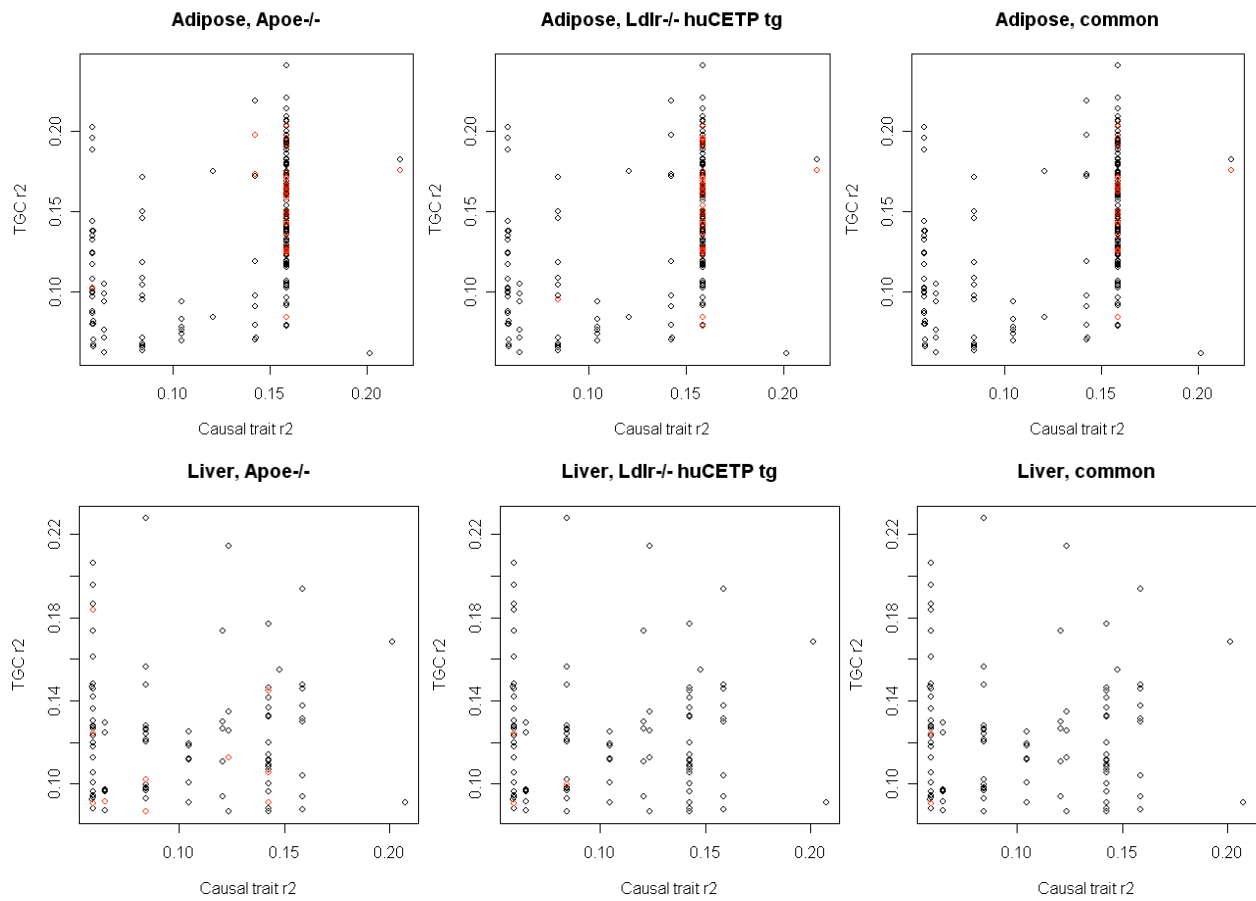 Adipose, Apoe-/-
Adipose, Ldlr-/- huCETP tg
Adipose, common
TGC r2
0.10 0.15 0.20
0.10 0.15 0.20
Causal trait r2
TGC r2
0.10 0.15 0.20
0.10 0.15 0.20
Causal trait r2
TGC r2
0.10 0.15 0.20
0.10 0.15 0.20
Causal trait r2
Liver, Apoe-/-
Liver, Ldlr-/- huCETP tg
Liver, common
TGC r2
0.10 0.14 0.18 0.22
0.10 0.15 0.20
Causal trait r2
TGC r2
0.10 0.14 0.18 0.22
0.10 0.15 0.20
Causal trait r2
TGC r2
0.10 0.14 0.18 0.22
0.10 0.15 0.20
Causal trait r2